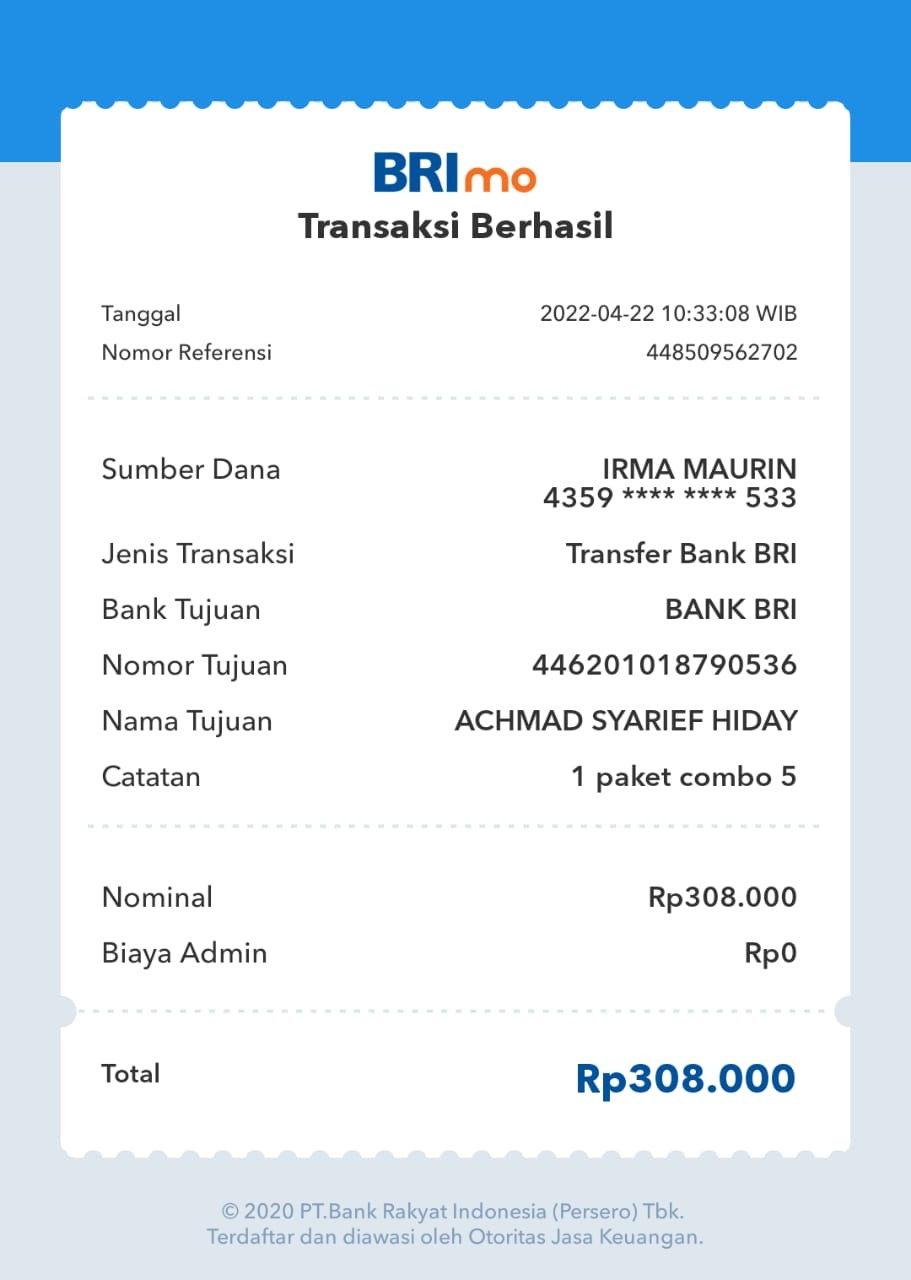 BRImo
Transaksi Berhasil
Tanggal 2022-04-22 10:33:08 WIB
Nomor Referensi 448509562702
Sumber Dana IRMA MAURIN
4359 **** **** 533
Jenis Transaksi Transfer Bank BRI
Bank Tujuan BANK BRI
Nomor Tujuan 446201018790536
Nama Tujuan ACHMAD SYARIEF HIDAY
Catatan 1 paket combo 5
Nominal Rp308.000
Biaya Admin Rp0
Total Rp308.000
© 2020 PT.Bank Rakyat Indonesia (Persero) Tbk.
Terdaftar dan diawasi oleh Otoritas Jasa Keuangan.